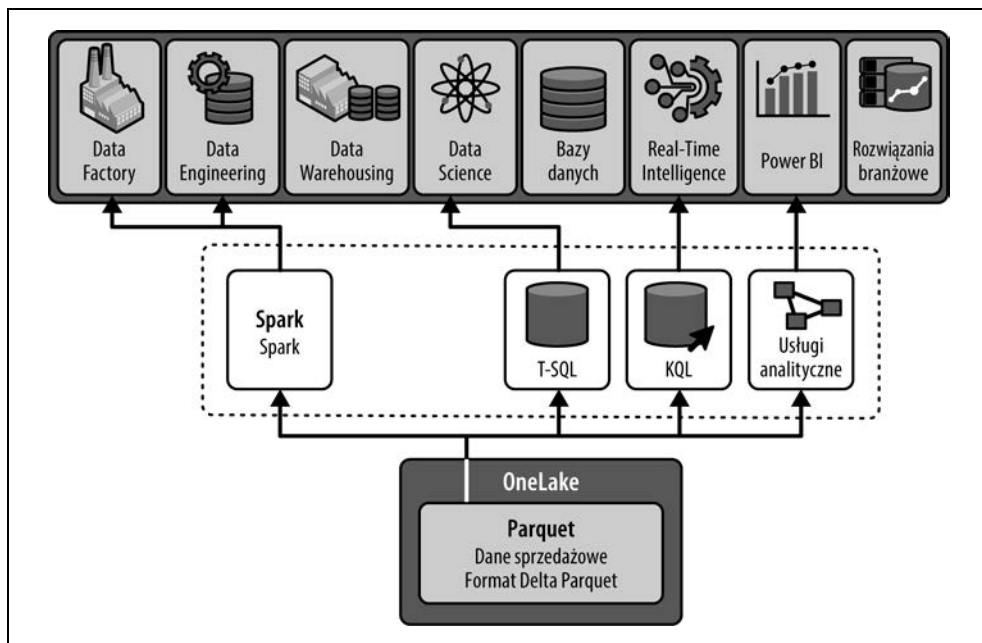 Data
Factory
Data
Engineering
Data
Warehousing
Data
Science
Bazy
danych
Real-Time
Intelligence
Power BI
Rozwiązania
branżowe
Spark
Spark
T-SQL
KQL
Usługi
analityczne
OneLake
Parquet
Dane sprzedażowe
Format Delta Parquet